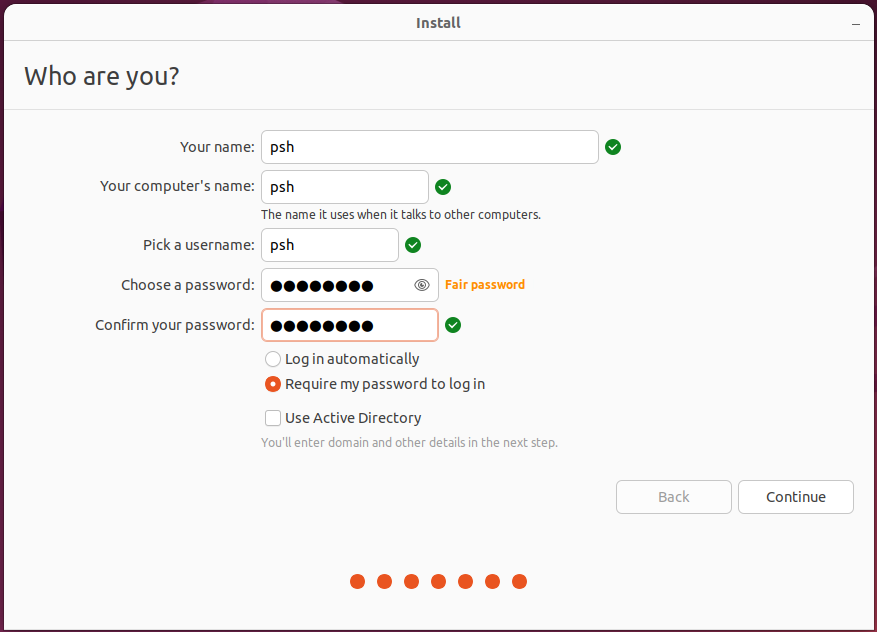 Install
Who are you?
Your name: psh
Your computer's name: psh
The name it uses when it talks to other computers.
Pick a username: psh
Choose a password: ●●●●●●●● Fair password
Confirm your password: ●●●●●●●●
Log in automatically
Require my password to log in
Use Active Directory
You'll enter domain and other details in the next step.
Back Continue